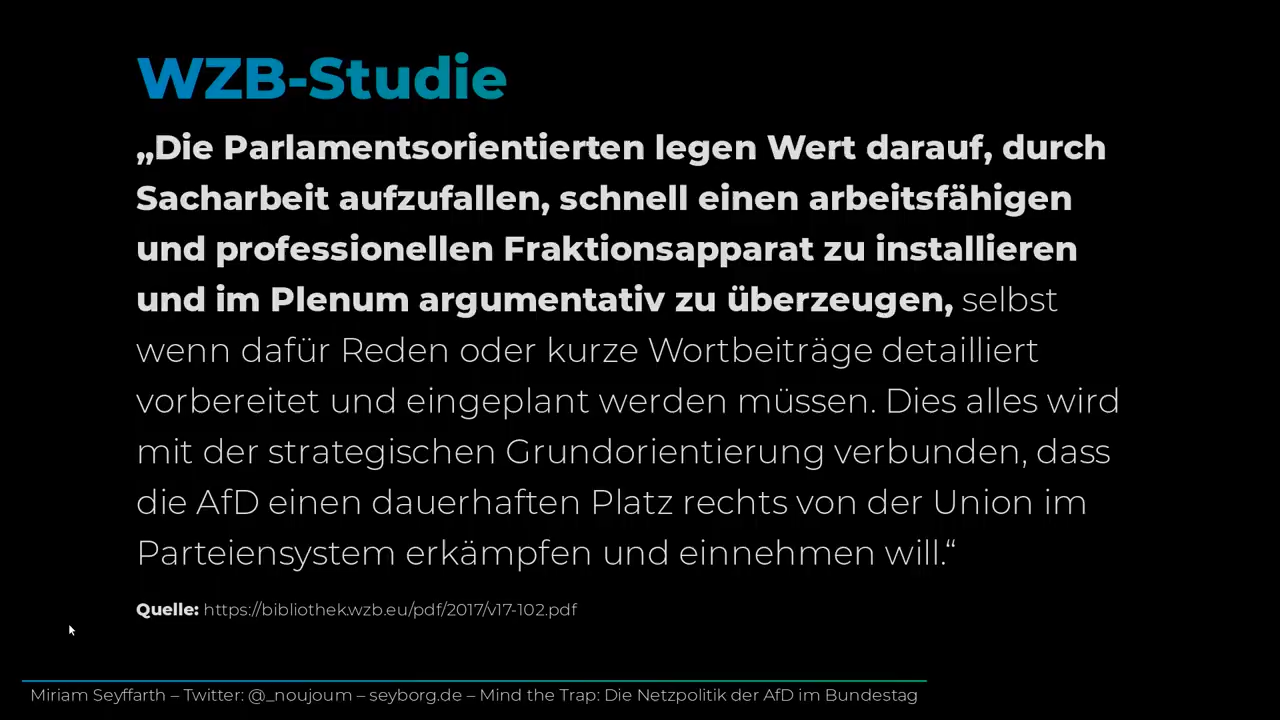 WZB-Studie
„Die Parlamentsorientierten legen Wert darauf, durch
Sacharbeit aufzufallen, schnell einen arbeitsfähigen
und professionellen Fraktionsapparat zu installieren
und im Plenum argumentativ zu überzeugen, selbst
wenn dafür Reden oder kurze Wortbeiträge detailliert
vorbereitet und eingeplant werden müssen. Dies alles wird
mit der strategischen Grundorientierung verbunden, dass
die AfD einen dauerhaften Platz rechts von der Union im
Parteiensystem erkämpfen und einnehmen will.“
Quelle: https://bibliothek.wzb.eu/pdf/2017/v17-102.pdf
Miriam Seyffarth – Twitter: @_noujoum – seyborg.de – Mind the Trap: Die Netzpolitik der AfD im Bundestag